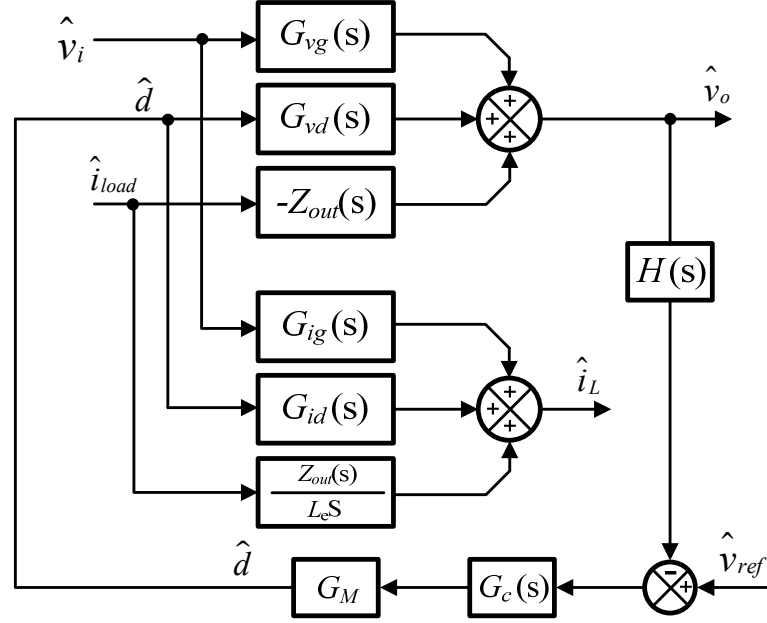 v̂i
Gvg(s)
d̂
Gvd(s)
v̂o
îload
-Zout(s)
+
+
+
H(s)
Gig(s)
Gid(s)
îL
Zout(s)
LeS
+
+
+
d̂
GM
Gc(s)
-
+
v̂ref